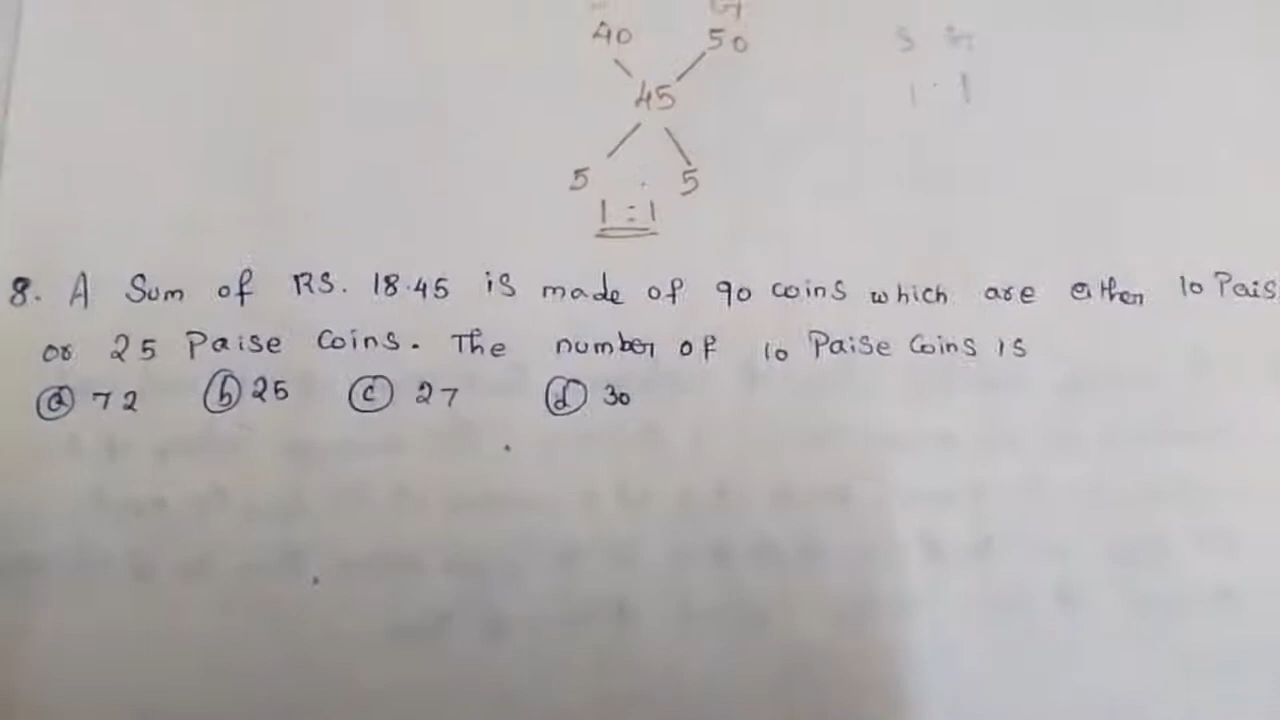 40 50
45
5 5
1 : 1
1 : 1
8. A Sum of RS. 18.45 is made of 90 coins which are either 10 Pais
or 25 Paise Coins. The number of 10 Paise Coins is
(a) 72 (b) 25 (c) 27 (d) 30